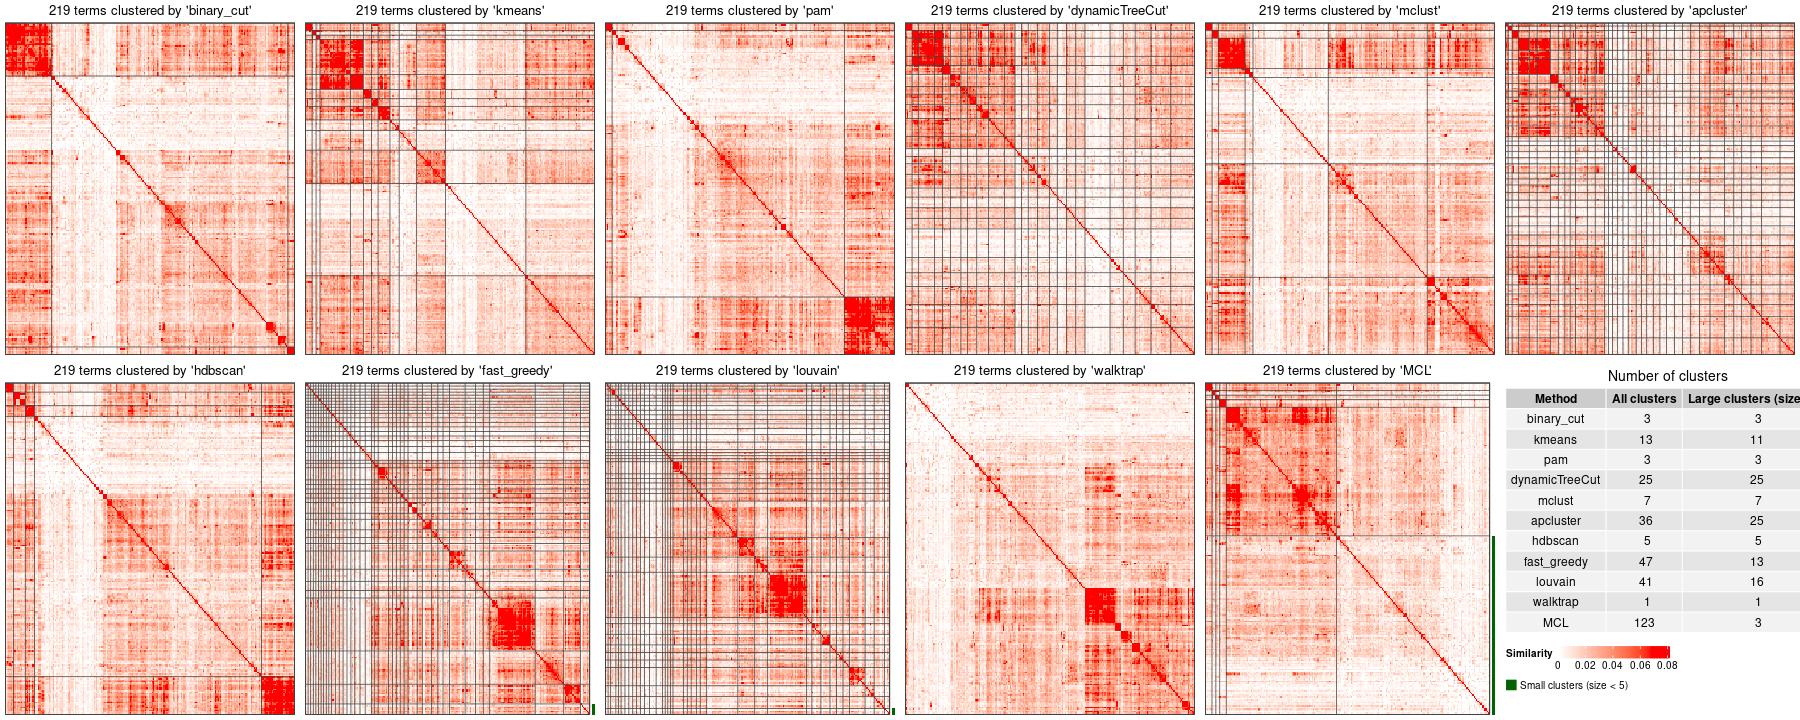 219 terms clustered by 'binary_cut'
219 terms clustered by 'kmeans'
219 terms clustered by 'pam'
219 terms clustered by 'dynamicTreeCut'
219 terms clustered by 'mclust'
219 terms clustered by 'apcluster'
219 terms clustered by 'hdbscan'
219 terms clustered by 'fast_greedy'
219 terms clustered by 'louvain'
219 terms clustered by 'walktrap'
219 terms clustered by 'MCL'
Number of clusters
Method All clusters Large clusters (size
binary_cut 3 3
kmeans 13 11
pam 3 3
dynamicTreeCut 25 25
mclust 7 7
apcluster 36 25
hdbscan 5 5
fast_greedy 47 13
louvain 41 16
walktrap 1 1
MCL 123 3
Similarity
0 0.02 0.04 0.06 0.08
Small clusters (size < 5)